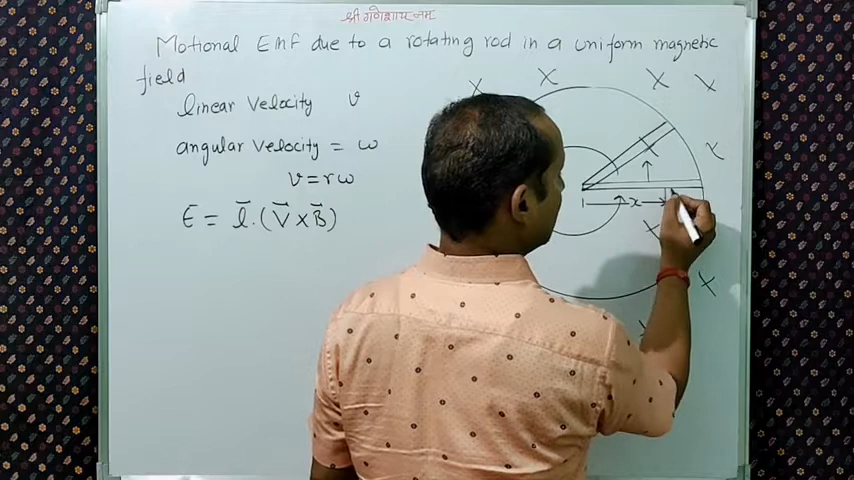 श्री गणेशाय नमः
Motional EMF due to a rotating rod in a uniform magnetic
field
linear velocity v
angular velocity = ω
v = rω
E = l̄ . (V̄ × B̄)
X X X X
X
X
X
x
X
X